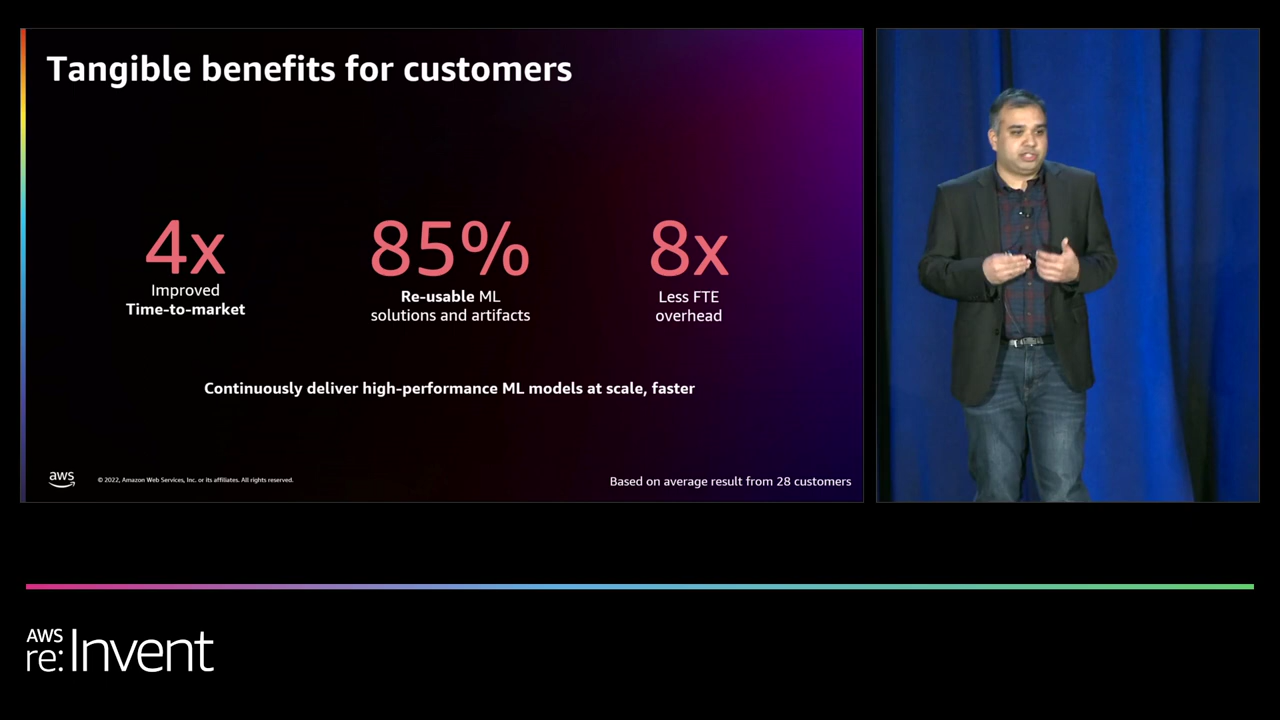 Tangible benefits for customers
4x
Improved
Time-to-market
85%
Re-usable ML
solutions and artifacts
8x
Less FTE
overhead
Continuously deliver high-performance ML models at scale, faster
aws
© 2022, Amazon Web Services, Inc. or its affiliates. All rights reserved.
Based on average result from 28 customers
AWS
re:Invent